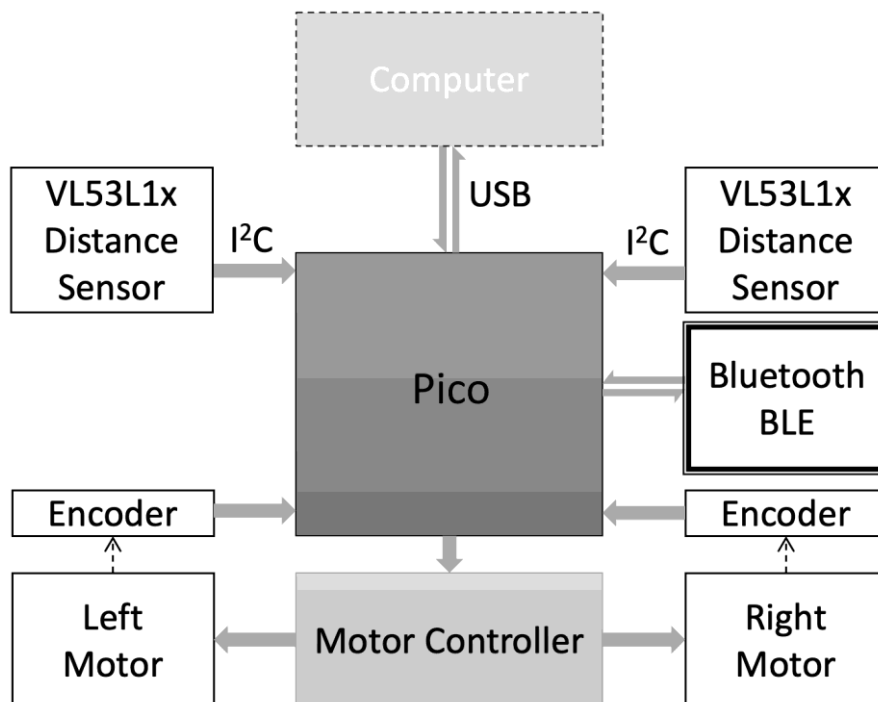 Computer
USB
VL53L1x
Distance
Sensor
I²C
I²C
VL53L1x
Distance
Sensor
Pico
Bluetooth
BLE
Encoder
Encoder
Left
Motor
Motor Controller
Right
Motor